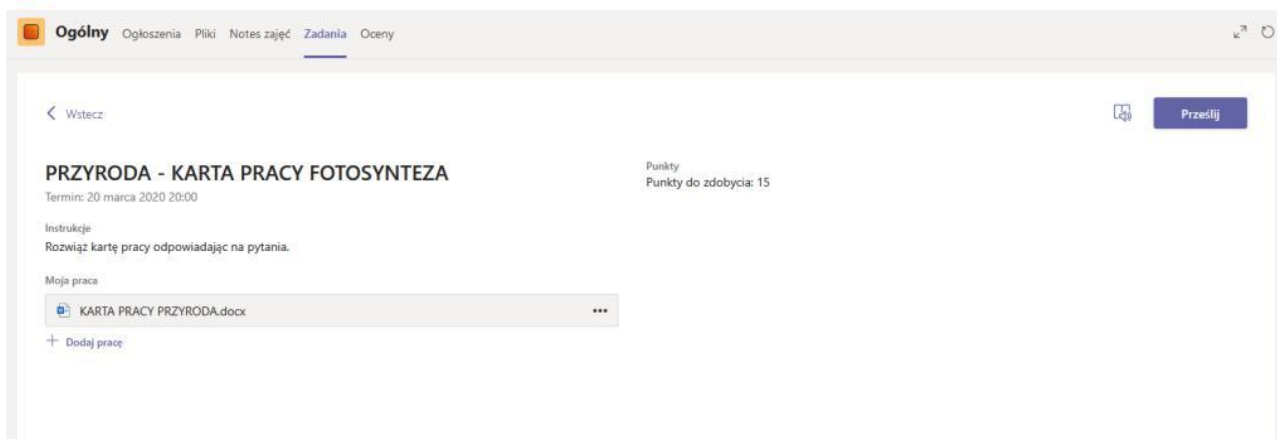 Ogólny Ogłoszenia Pliki Notes zajęć Zadania Oceny
Wstecz
Prześlij
PRZYRODA - KARTA PRACY FOTOSYNTEZA
Termin: 20 marca 2020 20:00
Punkty
Punkty do zdobycia: 15
Instrukcje
Rozwiąż kartę pracy odpowiadając na pytania.
Moja praca
KARTA PRACY PRZYRODA.docx
Dodaj pracę